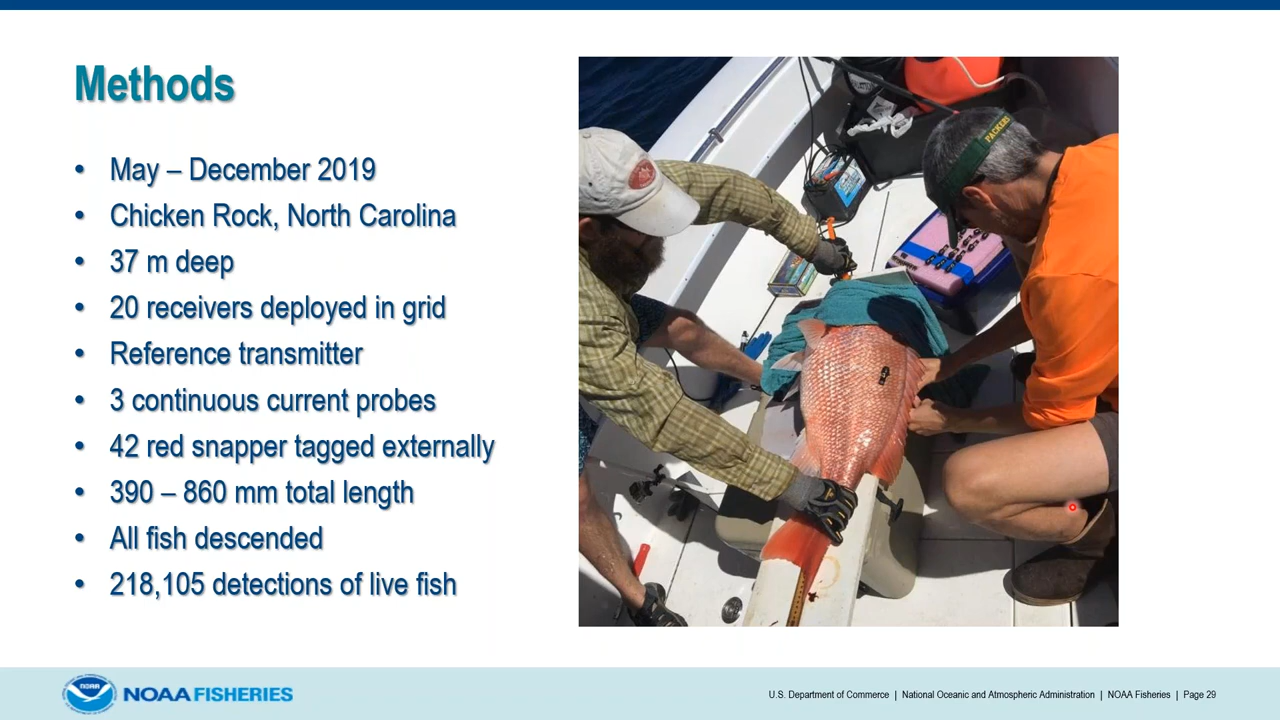 Methods
• May – December 2019
• Chicken Rock, North Carolina
• 37 m deep
• 20 receivers deployed in grid
• Reference transmitter
• 3 continuous current probes
• 42 red snapper tagged externally
• 390 – 860 mm total length
• All fish descended
• 218,105 detections of live fish
PACKERS
NOAA
NOAA FISHERIES
U.S. Department of Commerce | National Oceanic and Atmospheric Administration | NOAA Fisheries | Page 29